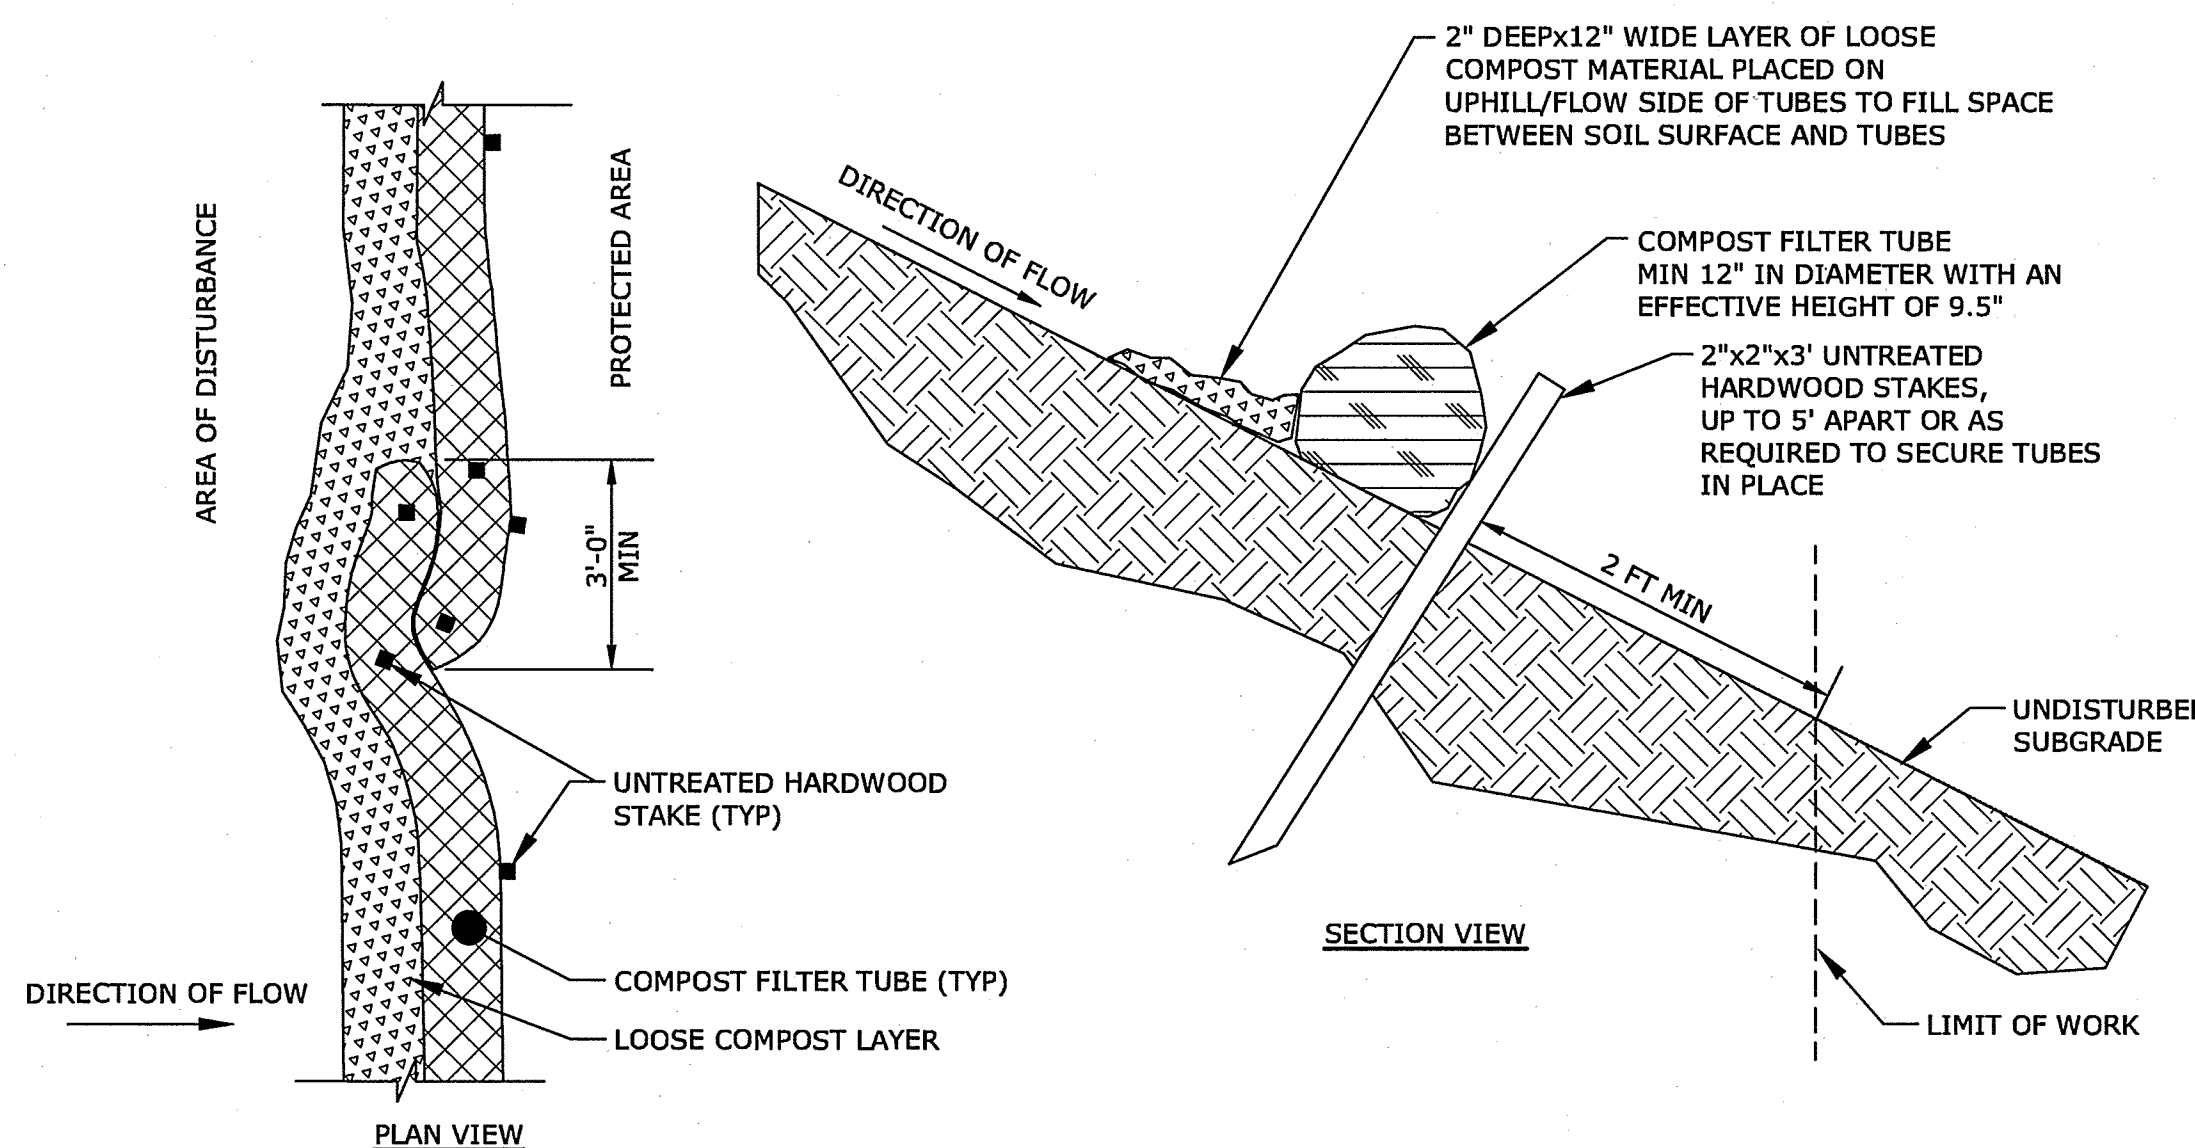 AREA OF DISTURBANCE
PROTECTED AREA
3'-0"
MIN
UNTREATED HARDWOOD
STAKE (TYP)
COMPOST FILTER TUBE (TYP)
LOOSE COMPOST LAYER
DIRECTION OF FLOW
PLAN VIEW
2" DEEPx12" WIDE LAYER OF LOOSE
COMPOST MATERIAL PLACED ON
UPHILL/FLOW SIDE OF TUBES TO FILL SPACE
BETWEEN SOIL SURFACE AND TUBES
DIRECTION OF FLOW
COMPOST FILTER TUBE
MIN 12" IN DIAMETER WITH AN
EFFECTIVE HEIGHT OF 9.5"
2"x2"x3' UNTREATED
HARDWOOD STAKES,
UP TO 5' APART OR AS
REQUIRED TO SECURE TUBES
IN PLACE
2 FT MIN
UNDISTURBE
SUBGRADE
SECTION VIEW
LIMIT OF WORK